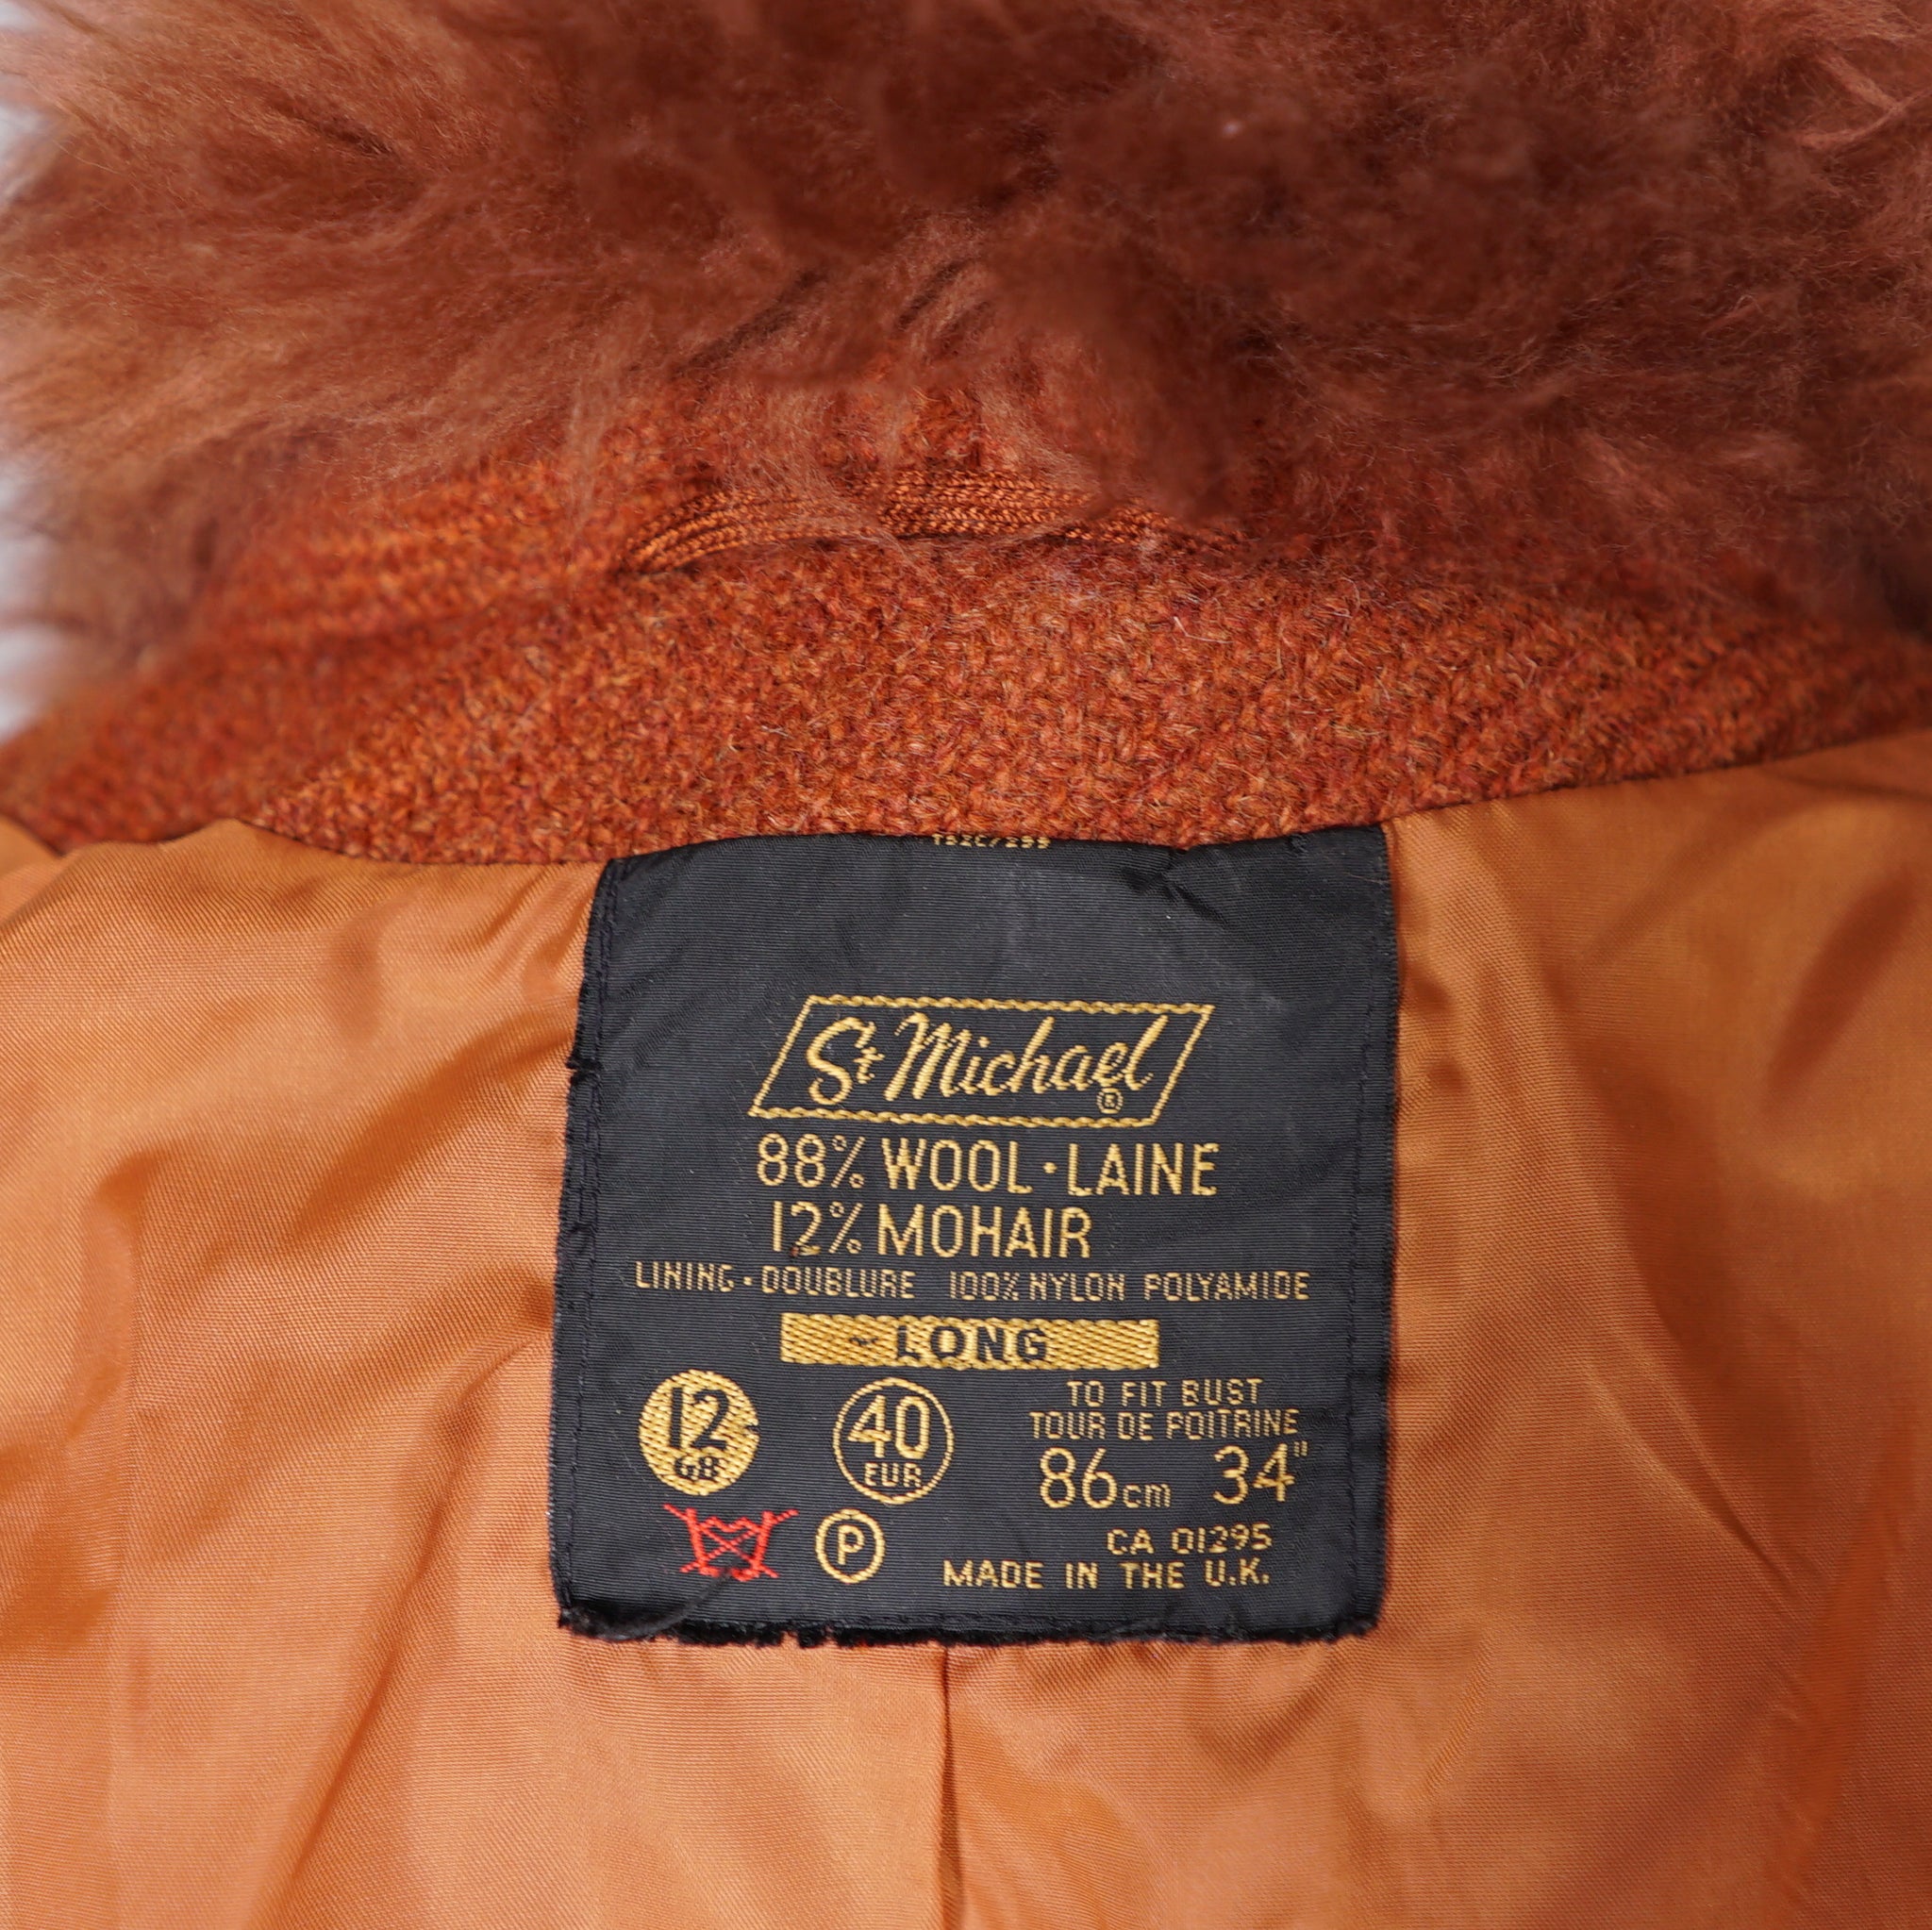 St Michael ®
88% WOOL·LAINE
12% MOHAIR
LINING·DOUBLURE 100% NYLON POLYAMIDE
LONG
12 GB
40 EUR
TO FIT BUST
TOUR DE POITRINE
86cm 34"
P
CA 01295
MADE IN THE U.K.